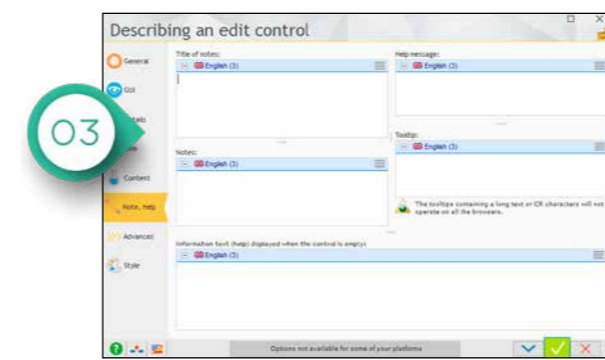 Describing an edit control
General
GUI
03
Content
Note, help
Advanced
Style
Title of notes:
English (3)
Help message:
English (3)
Tooltip:
English (3)
Notes:
English (3)
The tooltips containing a long text or CR characters will not
operate on all the browsers.
Information text (help) displayed when the control is empty:
English (3)
Options not available for some of your platforms